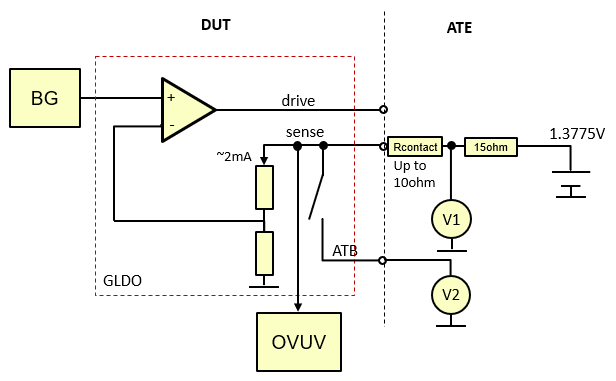 DUT
ATE
BG
+
-
drive
sense
~2mA
Rcontact
15ohm
1.3775V
Up to
10ohm
V1
ATB
V2
GLDO
OVUV